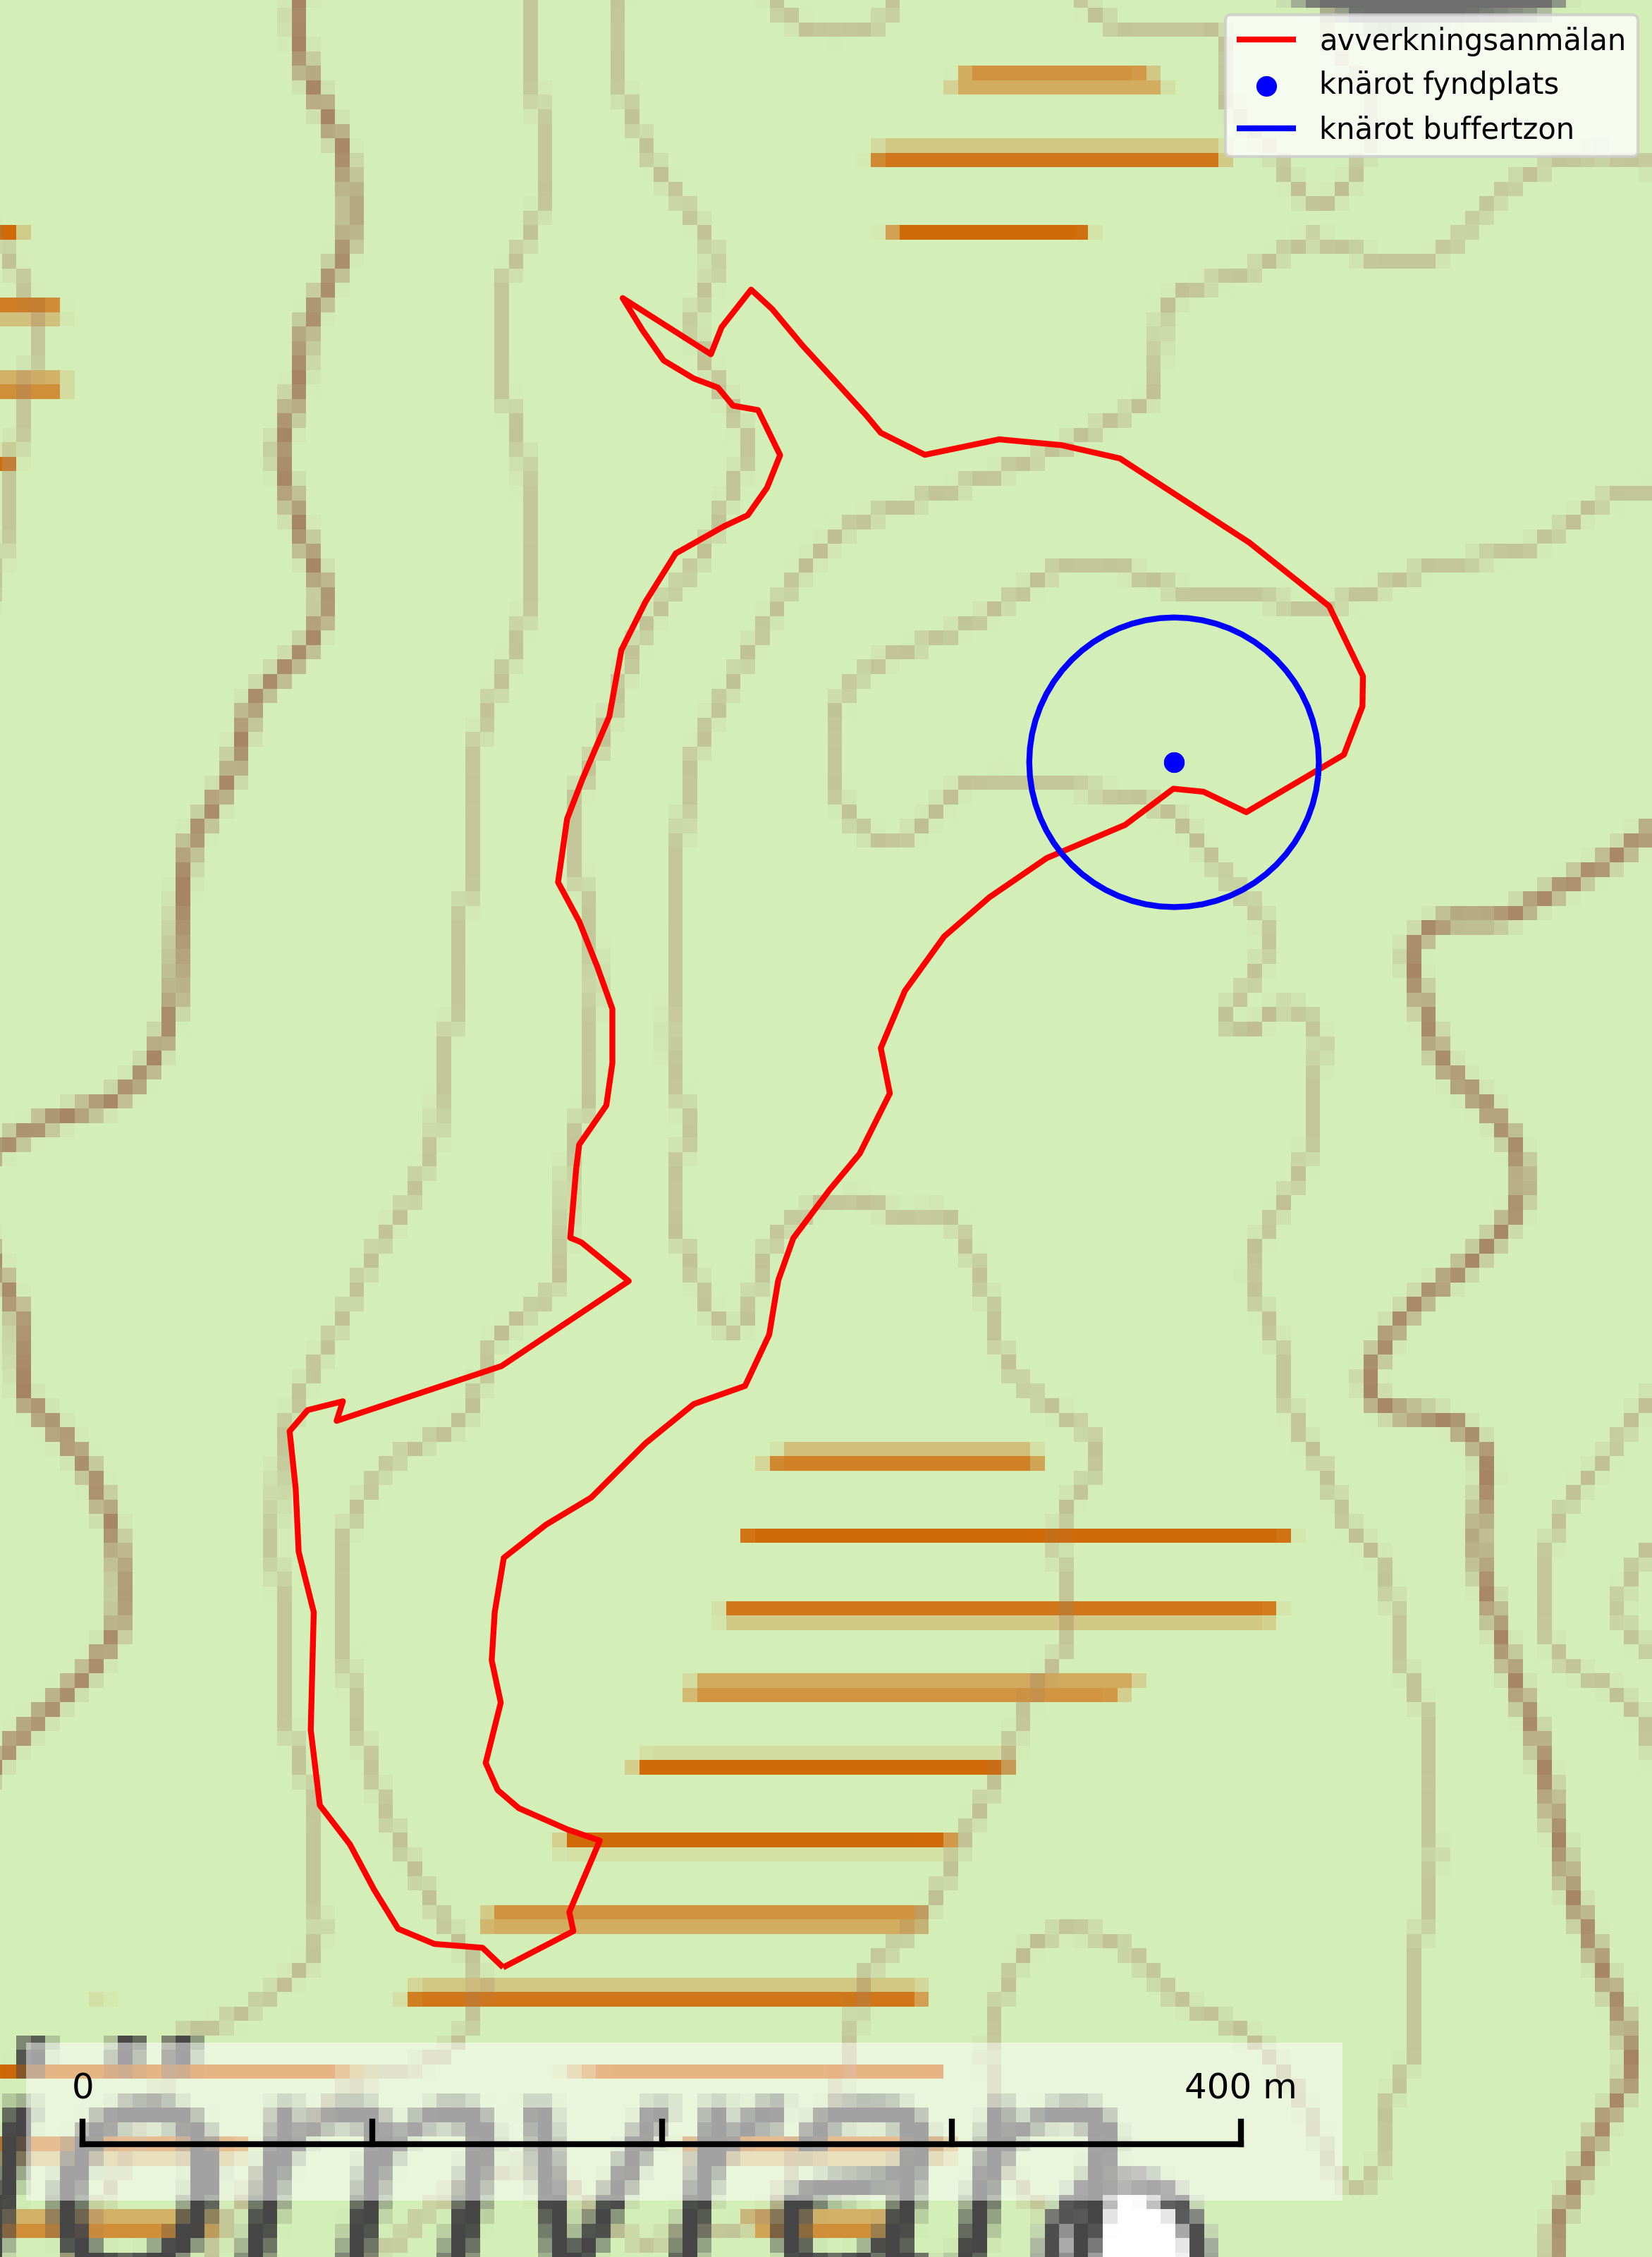 avverkningsanmälan
knärot fyndplats
knärot buffertzon
0 400 m